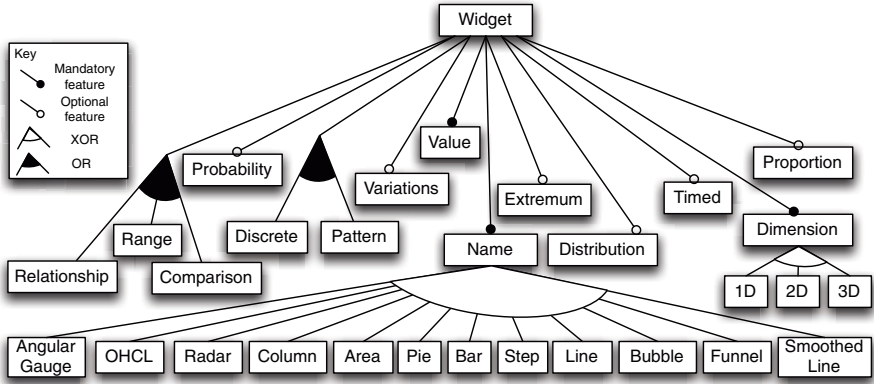 Widget
Key
Mandatory
feature
Optional
feature
XOR
OR
Value
Probability
Proportion
Variations
Extremum
Timed
Discrete
Pattern
Range
Relationship
Comparison
Name
Distribution
Dimension
1D
2D
3D
Angular
Gauge
OHCL
Radar
Column
Area
Pie
Bar
Step
Line
Bubble
Funnel
Smoothed
Line